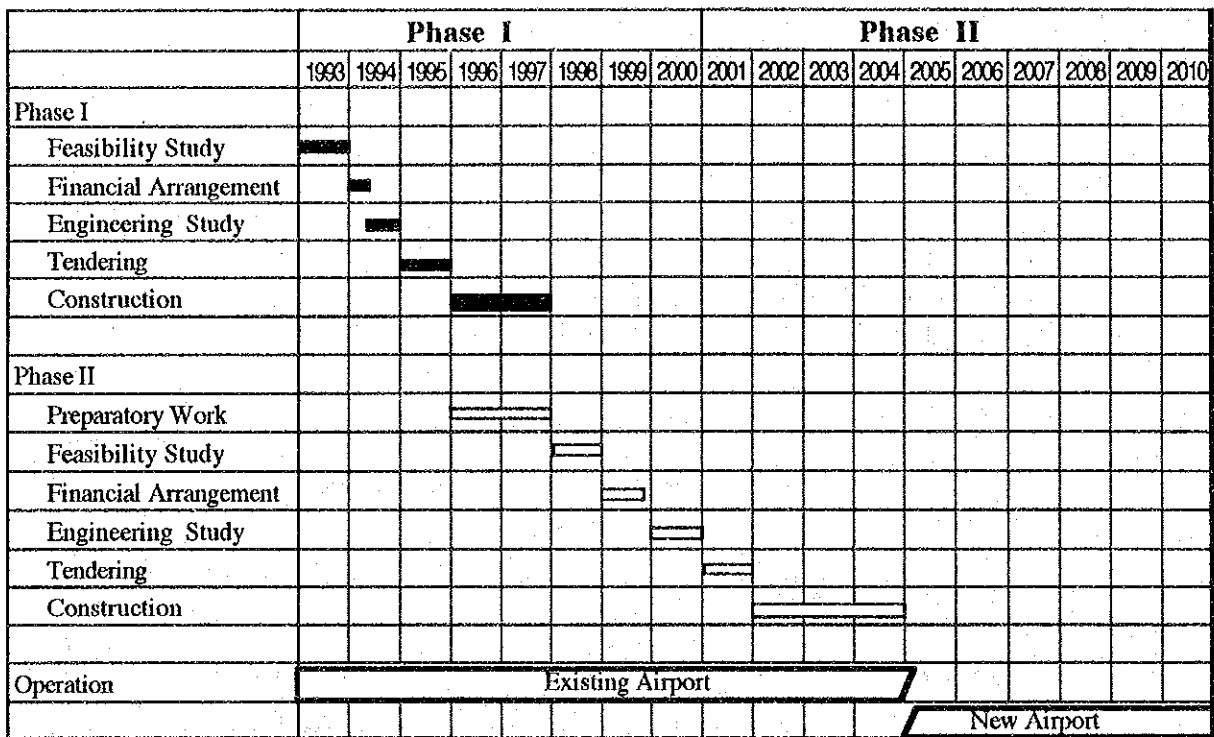 Phase I Phase II
1993 1994 1995 1996 1997 1998 1999 2000 2001 2002 2003 2004 2005 2006 2007 2008 2009 2010
Phase I
Feasibility Study
Financial Arrangement
Engineering Study
Tendering
Construction
Phase II
Preparatory Work
Feasibility Study
Financial Arrangement
Engineering Study
Tendering
Construction
Operation Existing Airport
New Airport